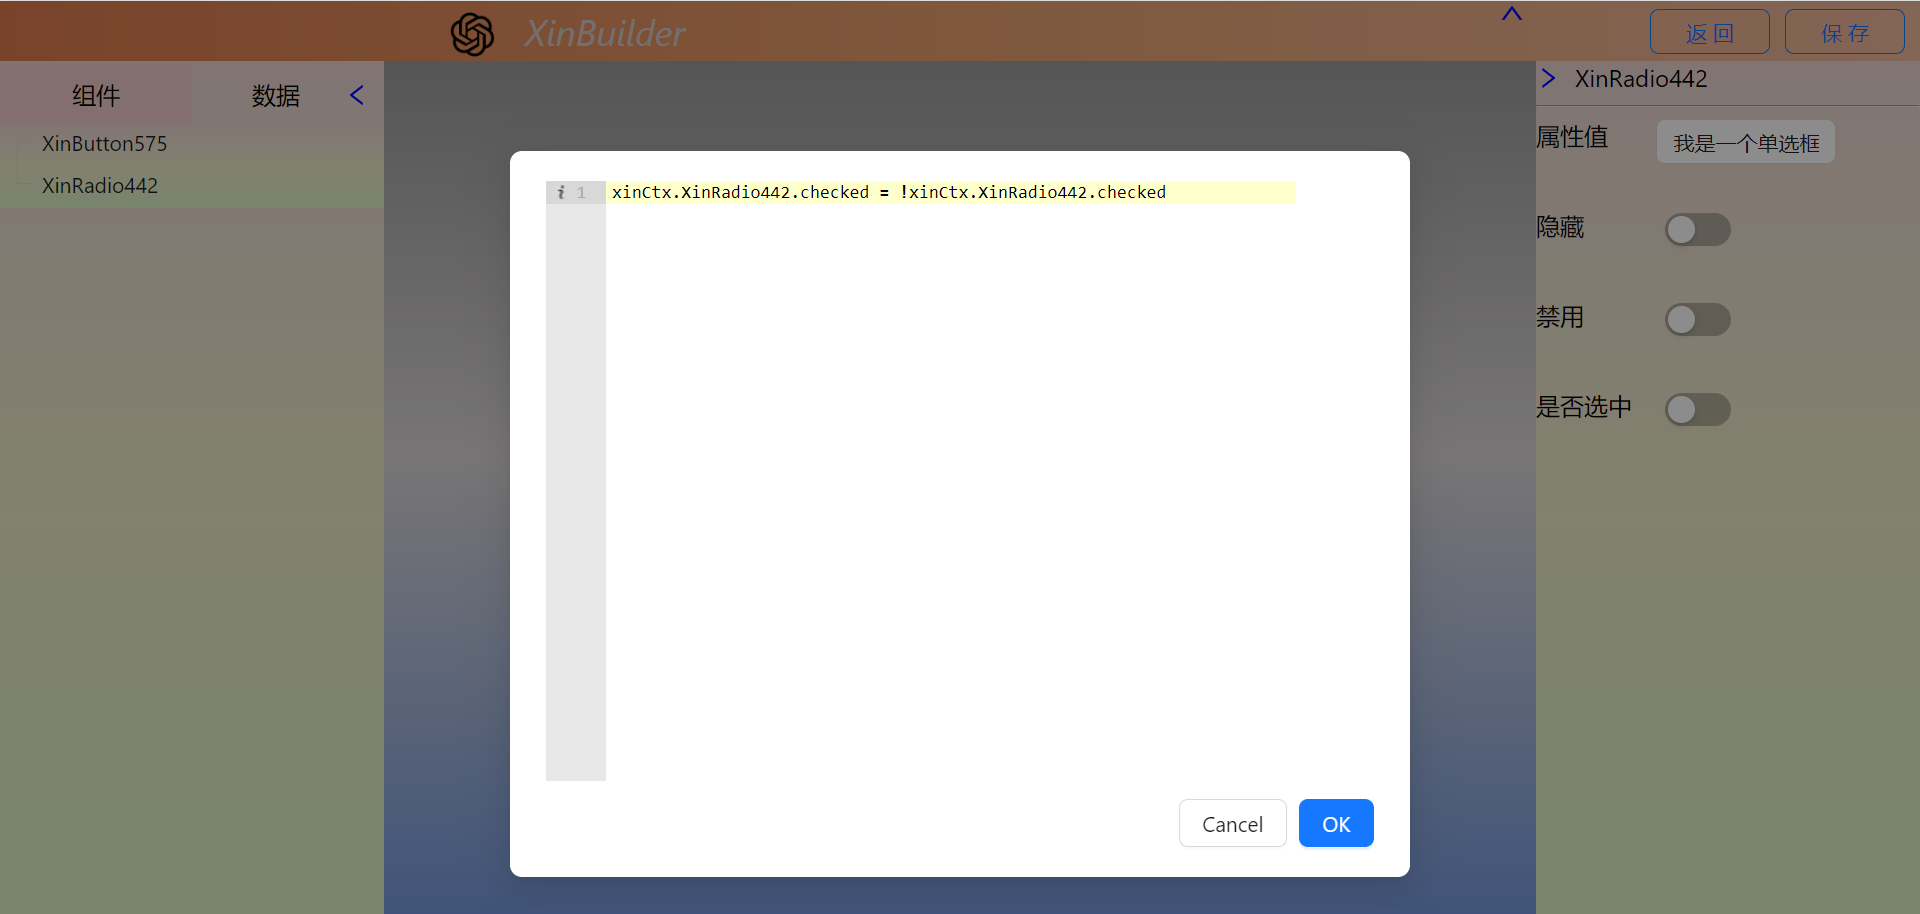 XinBuilder
返 回
保 存
组件
数据
XinButton575
XinRadio442
1
xinCtx.XinRadio442.checked = !xinCtx.XinRadio442.checked
Cancel
OK
XinRadio442
属性值
我是一个单选框
隐藏
禁用
是否选中